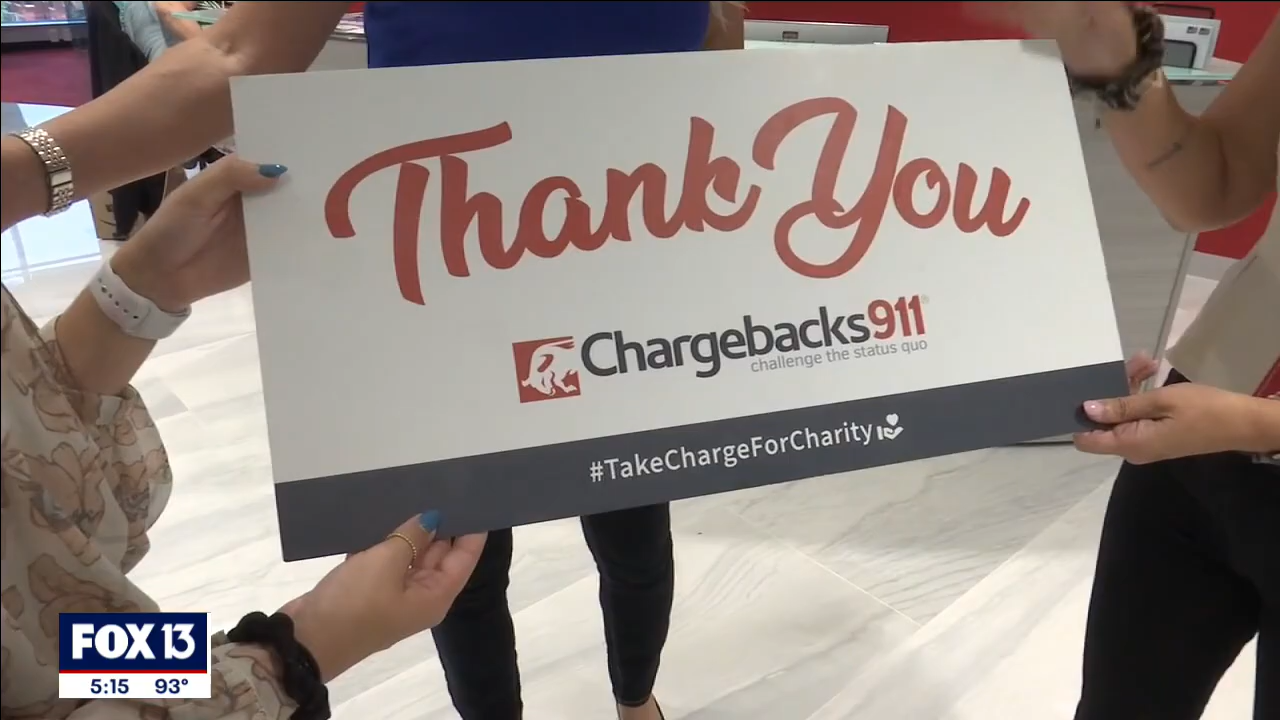 Thank You
Chargebacks911®
challenge the status quo
#TakeChargeForCharity
FOX 13
5:15 93°